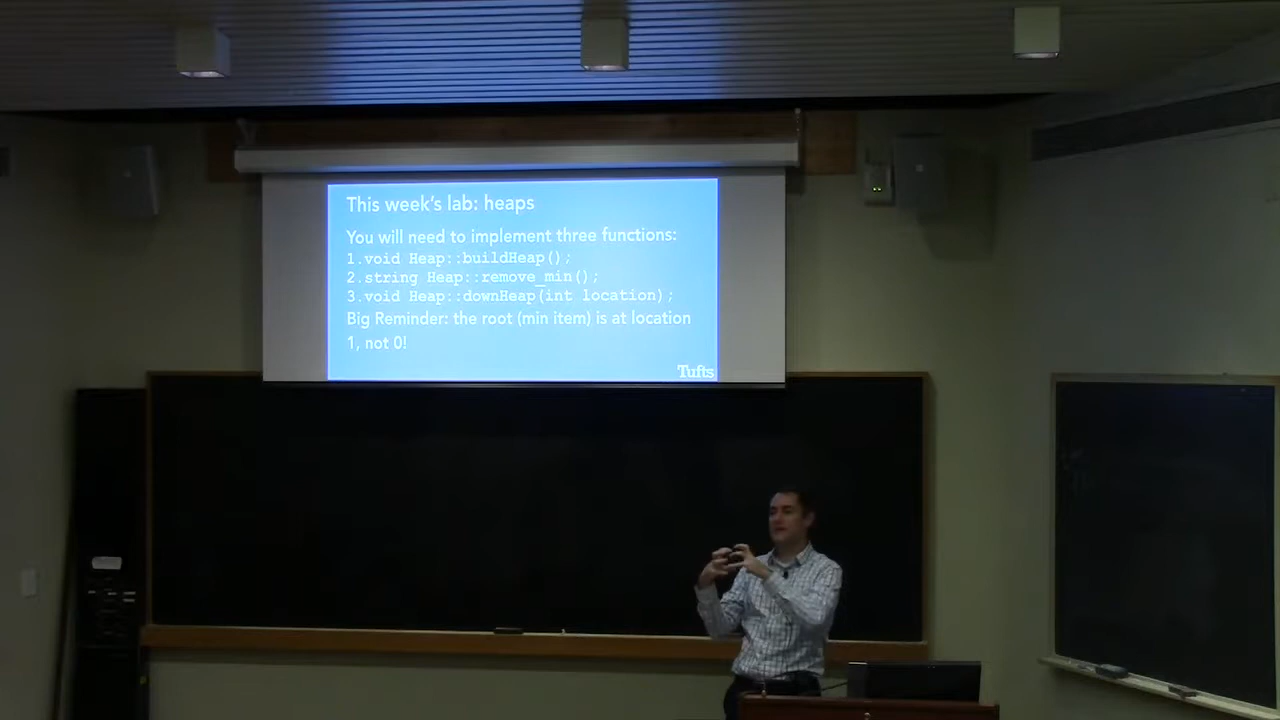 This week's lab: heaps
You will need to implement three functions:
1.void Heap::buildHeap();
2.string Heap::remove_min();
3.void Heap::downHeap(int location);
Big Reminder: the root (min item) is at location
1, not 0!
Tufts